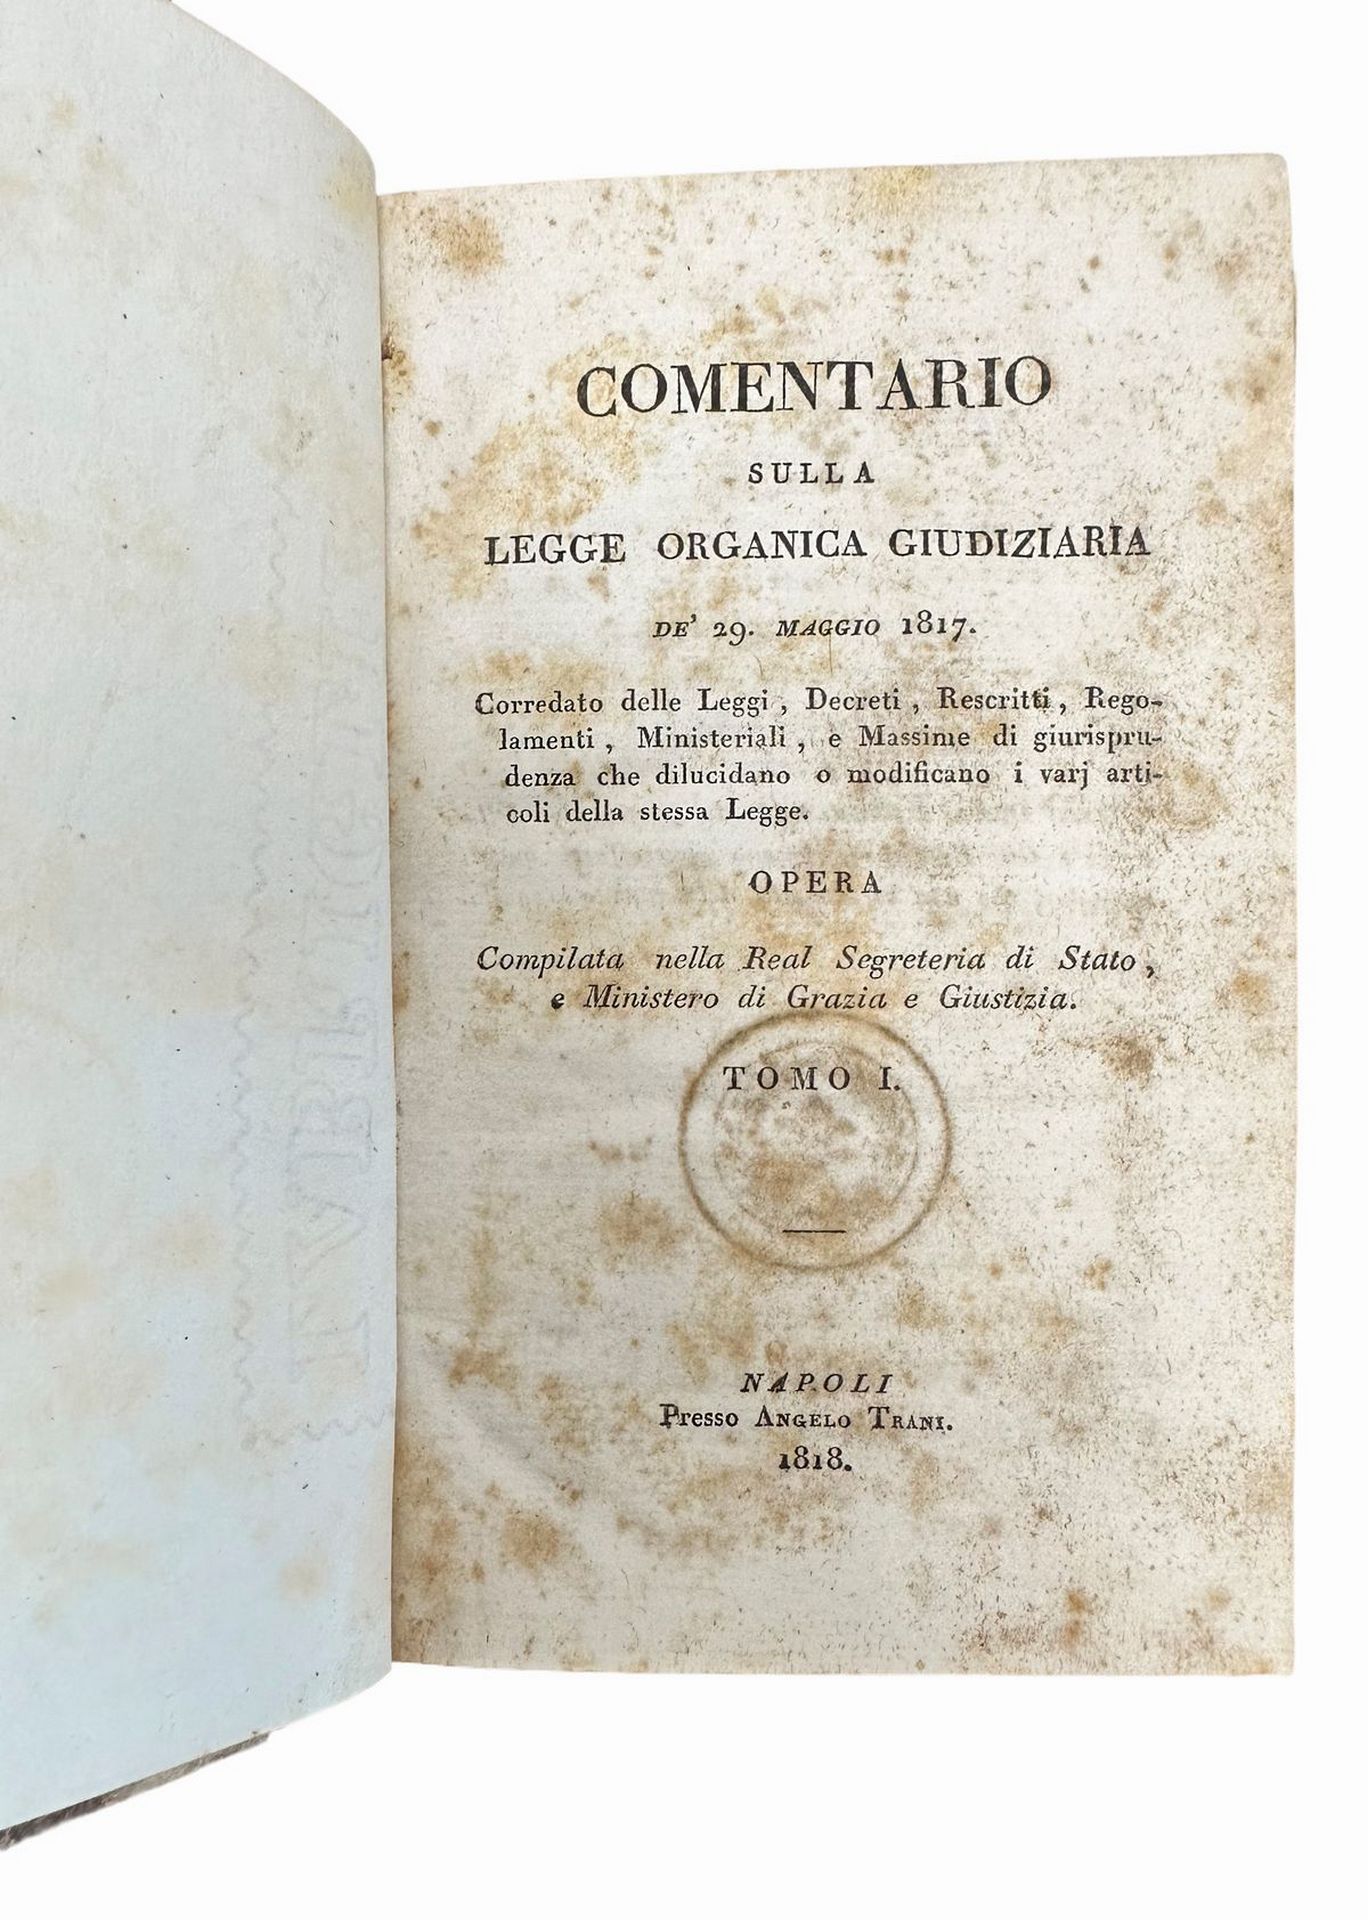 COMENTARIO
SULLA
LEGGE ORGANICA GIUDIZIARIA
DE' 29. MAGGIO 1817.
Corredato delle Leggi , Decreti , Rescritti , Rego-
lamenti , Ministeriali , e Massime di giurispru-
denza che dilucidano o modificano i varj arti-
coli della stessa Legge.
OPERA
Compilata nella Real Segreteria di Stato ,
e Ministero di Grazia e Giustizia.
TOMO I.
NAPOLI
Presso ANGELO TRANI.
1818.